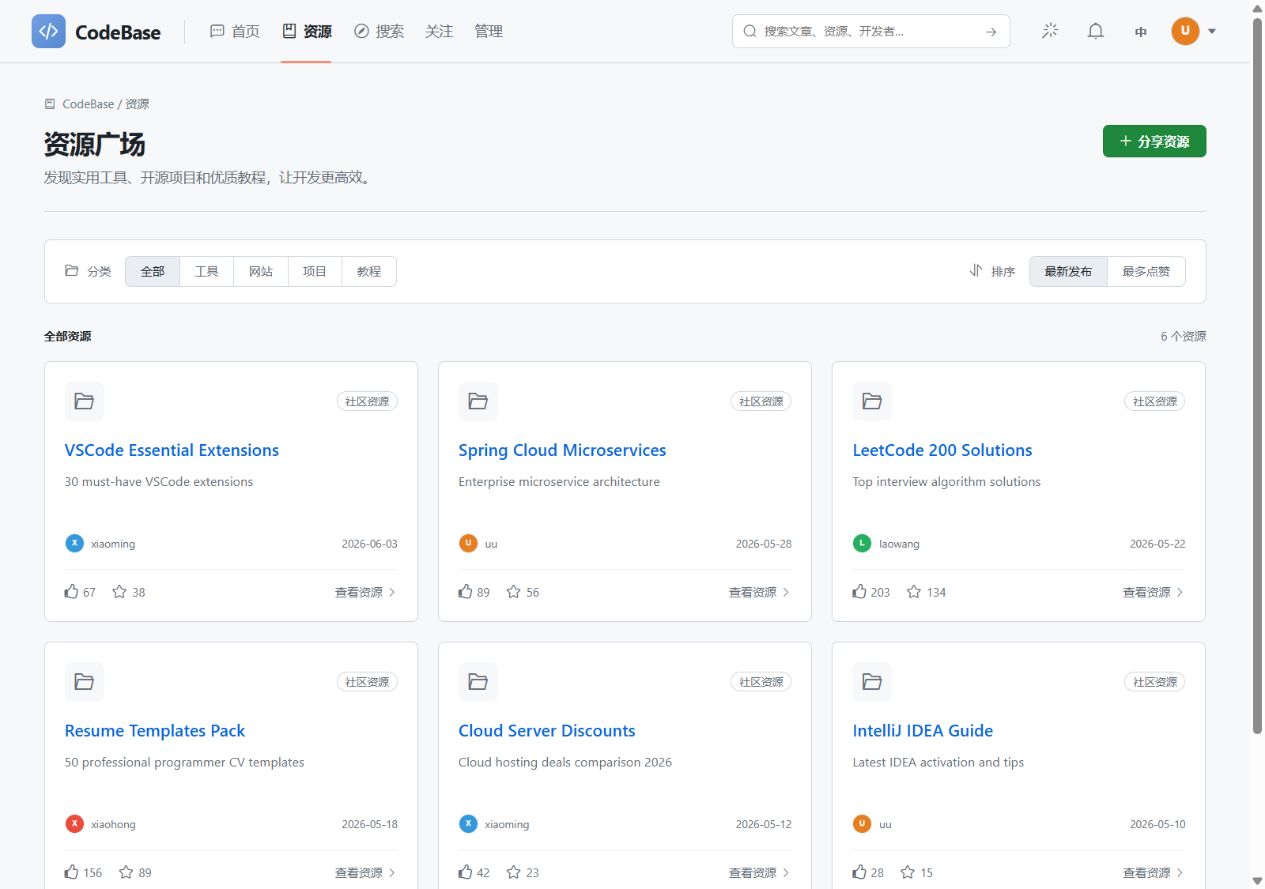 CodeBase 首页 资源 搜索 关注 管理 搜索文章、资源、开发者... 中 U
CodeBase / 资源
资源广场
分享资源
发现实用工具、开源项目和优质教程，让开发更高效。
分类 全部 工具 网站 项目 教程 排序 最新发布 最多点赞
全部资源 6 个资源
社区资源 社区资源 社区资源
VSCode Essential Extensions Spring Cloud Microservices LeetCode 200 Solutions
30 must-have VSCode extensions Enterprise microservice architecture Top interview algorithm solutions
X xiaoming 2026-06-03 U uu 2026-05-28 L laowang 2026-05-22
67 38 查看资源 89 56 查看资源 203 134 查看资源
社区资源 社区资源 社区资源
Resume Templates Pack Cloud Server Discounts IntelliJ IDEA Guide
50 professional programmer CV templates Cloud hosting deals comparison 2026 Latest IDEA activation and tips
X xiaohong 2026-05-18 X xiaoming 2026-05-12 U uu 2026-05-10
156 89 查看资源 42 23 查看资源 28 15 查看资源